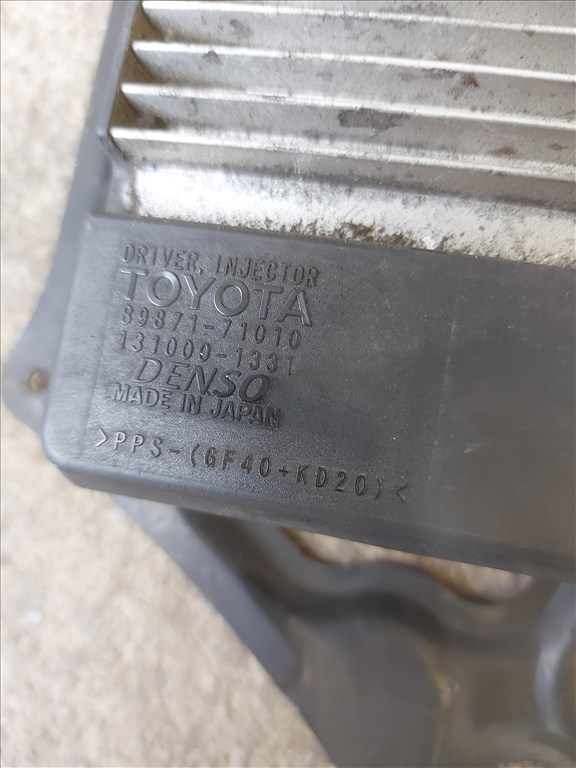 DRIVER, INJECTOR
TOYOTA
89871-71010
131000-1331
DENSO
MADE IN JAPAN
>PPS-(GF40+KD20)<